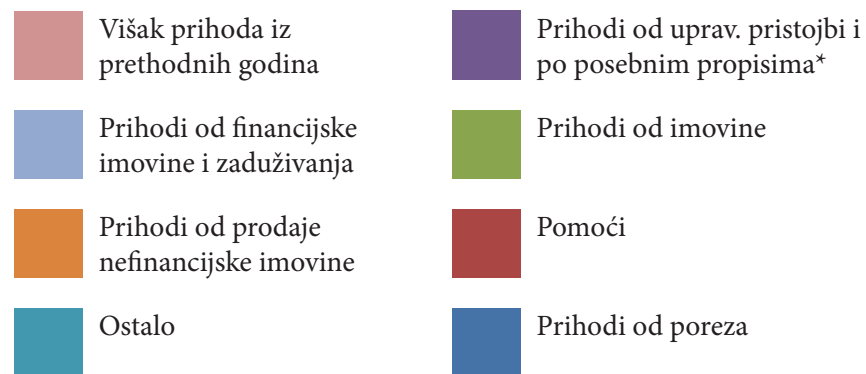 Višak prihoda iz
prethodnih godina
Prihodi od financijske
imovine i zaduživanja
Prihodi od prodaje
nefinancijske imovine
Ostalo
Prihodi od uprav. pristojbi i
po posebnim propisima*
Prihodi od imovine
Pomoći
Prihodi od poreza